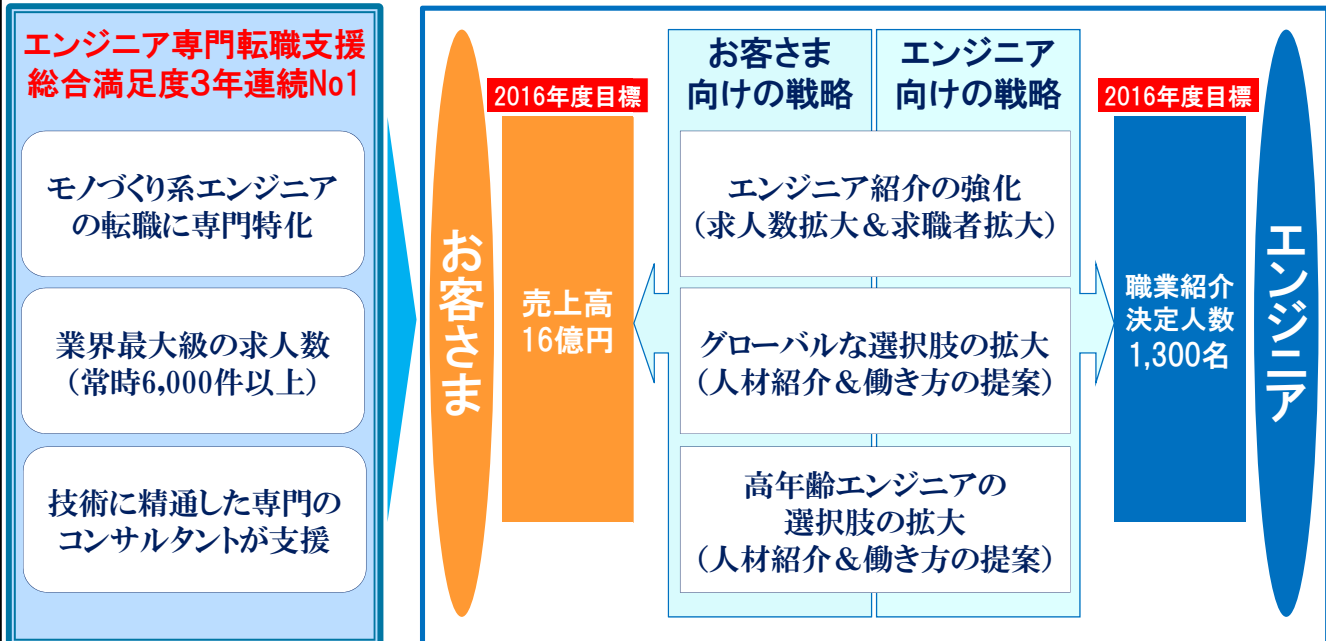 エンジニア専門転職支援
総合満足度3年連続No1
モノづくり系エンジニア
の転職に専門特化
業界最大級の求人数
(常時6,000件以上)
技術に精通した専門の
コンサルタントが支援
お客さま
2016年度目標
売上高
16億円
お客さま
向けの戦略
エンジニア
向けの戦略
エンジニア紹介の強化
(求人数拡大&求職者拡大)
グローバルな選択肢の拡大
(人材紹介&働き方の提案)
高年齢エンジニアの
選択肢の拡大
(人材紹介&働き方の提案)
2016年度目標
職業紹介
決定人数
1,300名
エンジニア